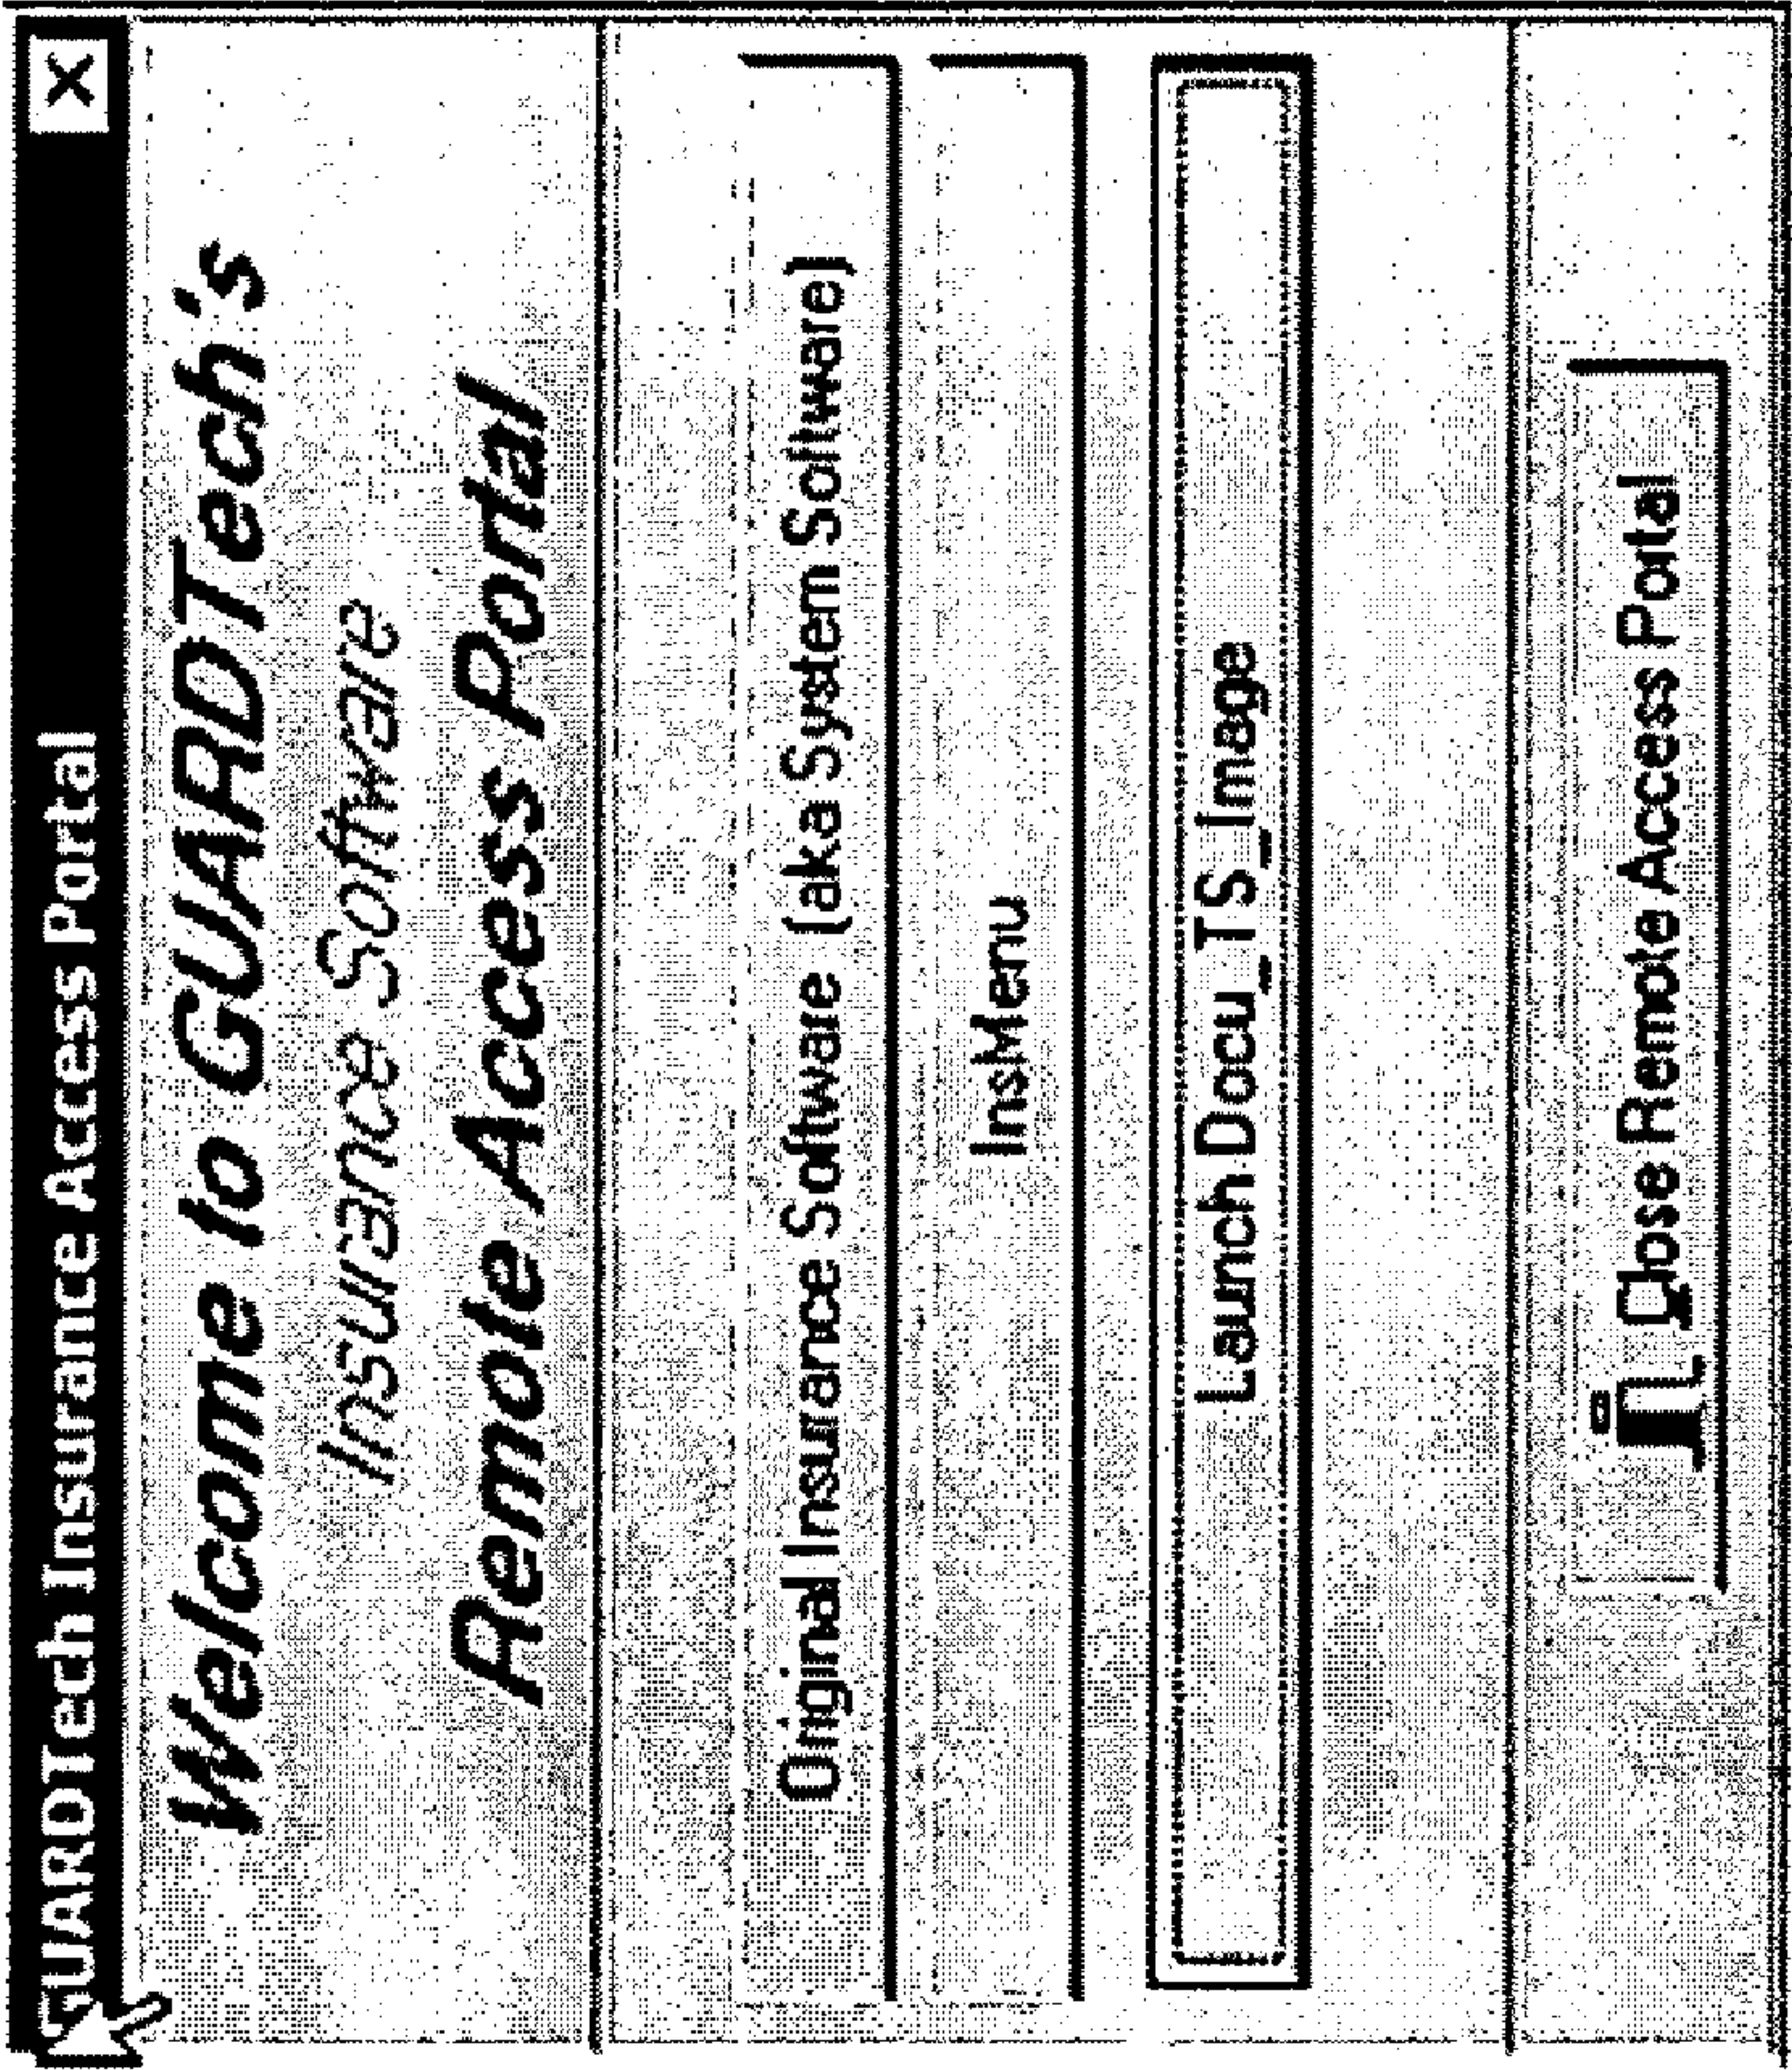 GUARDTech Insurance Access Portal X
Welcome to GUARDTech's
Insurance Software
Remote Access Portal
Original Insurance Software (aka System Software)
InsMenu
Launch Docu_TS_Image
Close Remote Access Portal